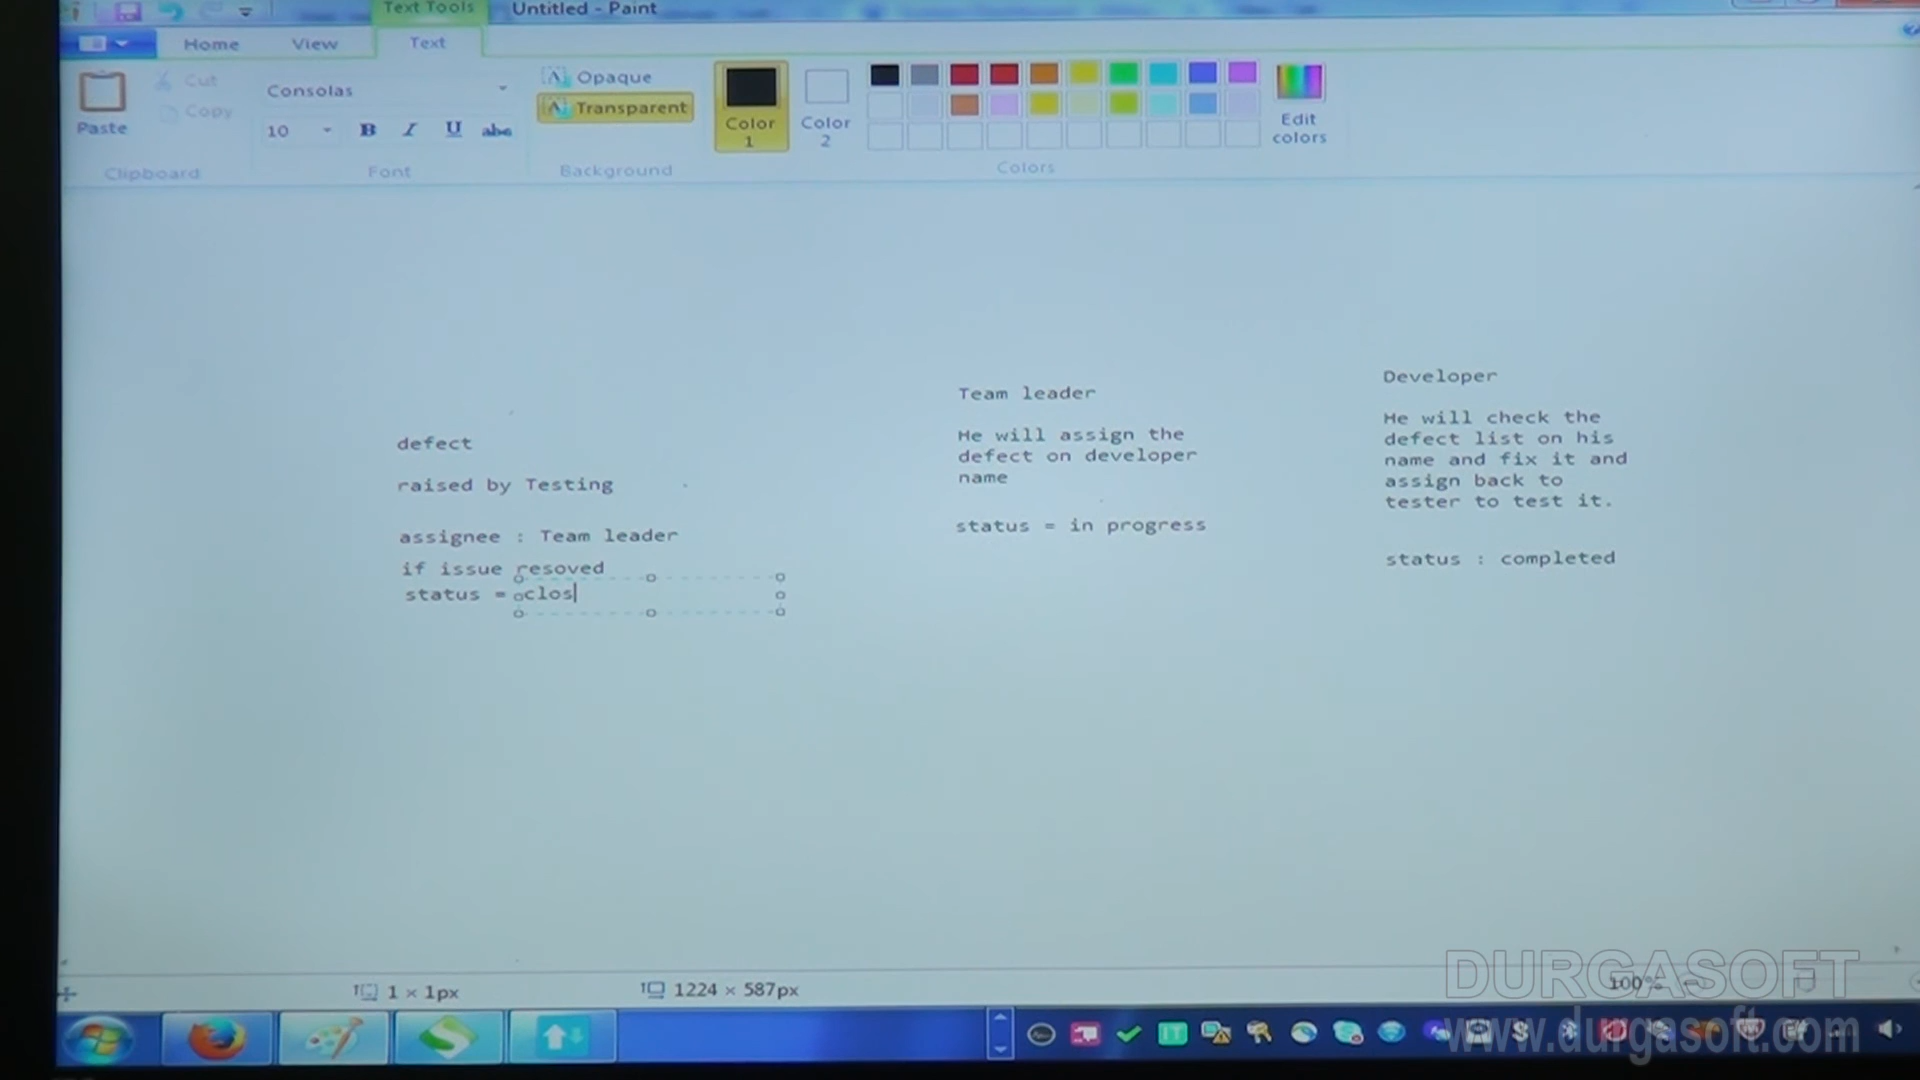 Text Tools
Untitled - Paint
Home
View
Text
Paste
Cut
Copy
Clipboard
Consolas
10
B I U abc
Font
Opaque
Transparent
Background
Color
1
Color
2
Colors
Edit
colors
defect
raised by Testing
assignee : Team leader
if issue resoved
status = clos
Team leader
He will assign the
defect on developer
name
status = in progress
Developer
He will check the
defect list on his
name and fix it and
assign back to
tester to test it.
status : completed
1 × 1px
1224 × 587px
100%
DURGASOFT
www.durgasoft.com